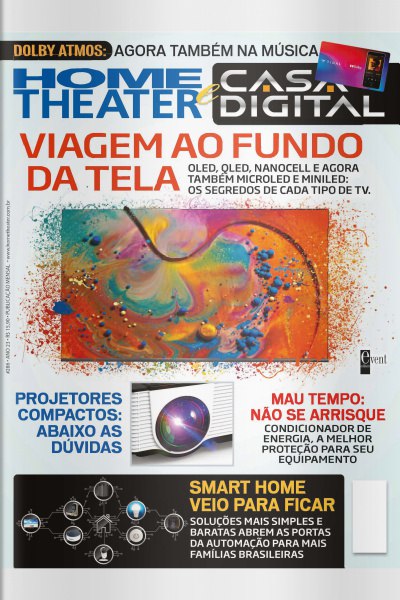 DOLBY ATMOS: AGORA TAMBÉM NA MÚSICA
HOME THEATER e CASA DIGITAL
VIAGEM AO FUNDO
DA TELA
OLED, QLED, NANOCELL E AGORA
TAMBÉM MICROLED E MINILED:
OS SEGREDOS DE CADA TIPO DE TV.
event
PROJETORES
COMPACTOS:
ABAIXO AS
DÚVIDAS
MAU TEMPO:
NÃO SE ARRISQUE
CONDICIONADOR DE
ENERGIA, A MELHOR
PROTEÇÃO PARA SEU
EQUIPAMENTO
SMART HOME
VEIO PARA FICAR
SOLUÇÕES MAIS SIMPLES E
BARATAS ABREM AS PORTAS
DA AUTOMAÇÃO PARA MAIS
FAMÍLIAS BRASILEIRAS